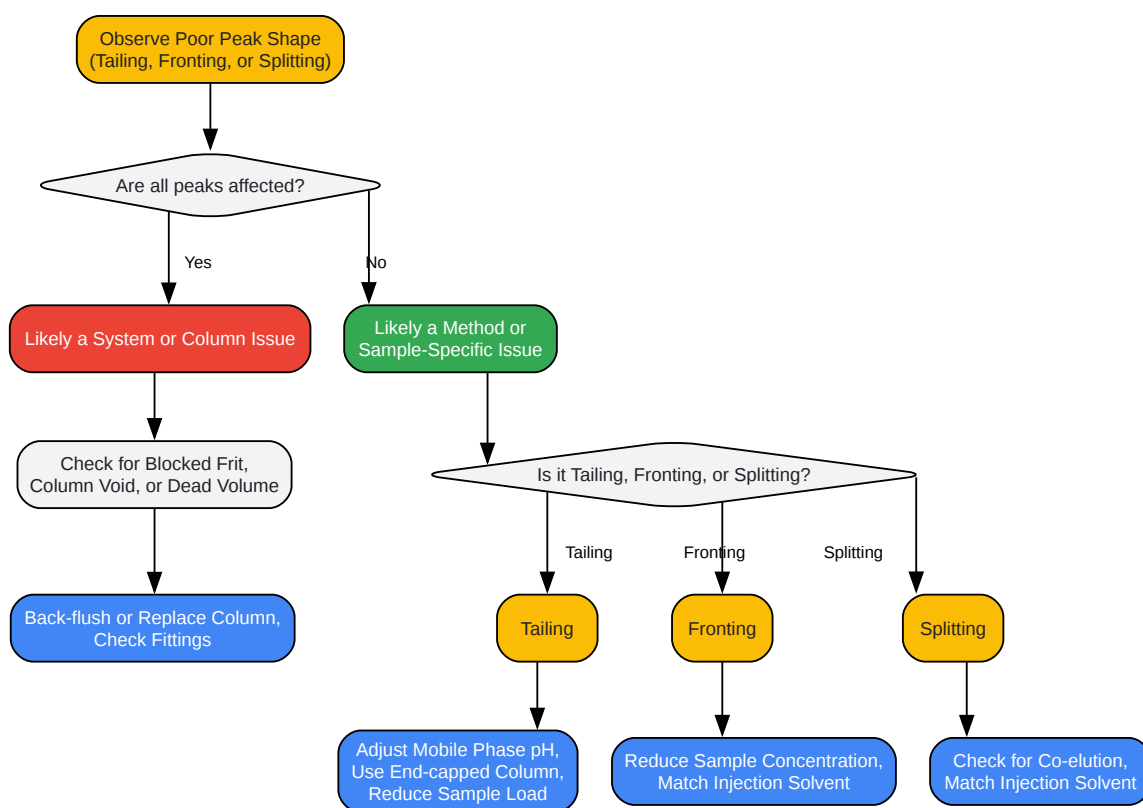 Observe Poor Peak Shape
(Tailing, Fronting, or Splitting)
Are all peaks affected?
Yes
No
Likely a System or Column Issue
Likely a Method or
Sample-Specific Issue
Check for Blocked Frit,
Column Void, or Dead Volume
Is it Tailing, Fronting, or Splitting?
Tailing
Fronting
Splitting
Back-flush or Replace Column,
Check Fittings
Tailing
Fronting
Splitting
Adjust Mobile Phase pH,
Use End-capped Column,
Reduce Sample Load
Reduce Sample Concentration,
Match Injection Solvent
Check for Co-elution,
Match Injection Solvent